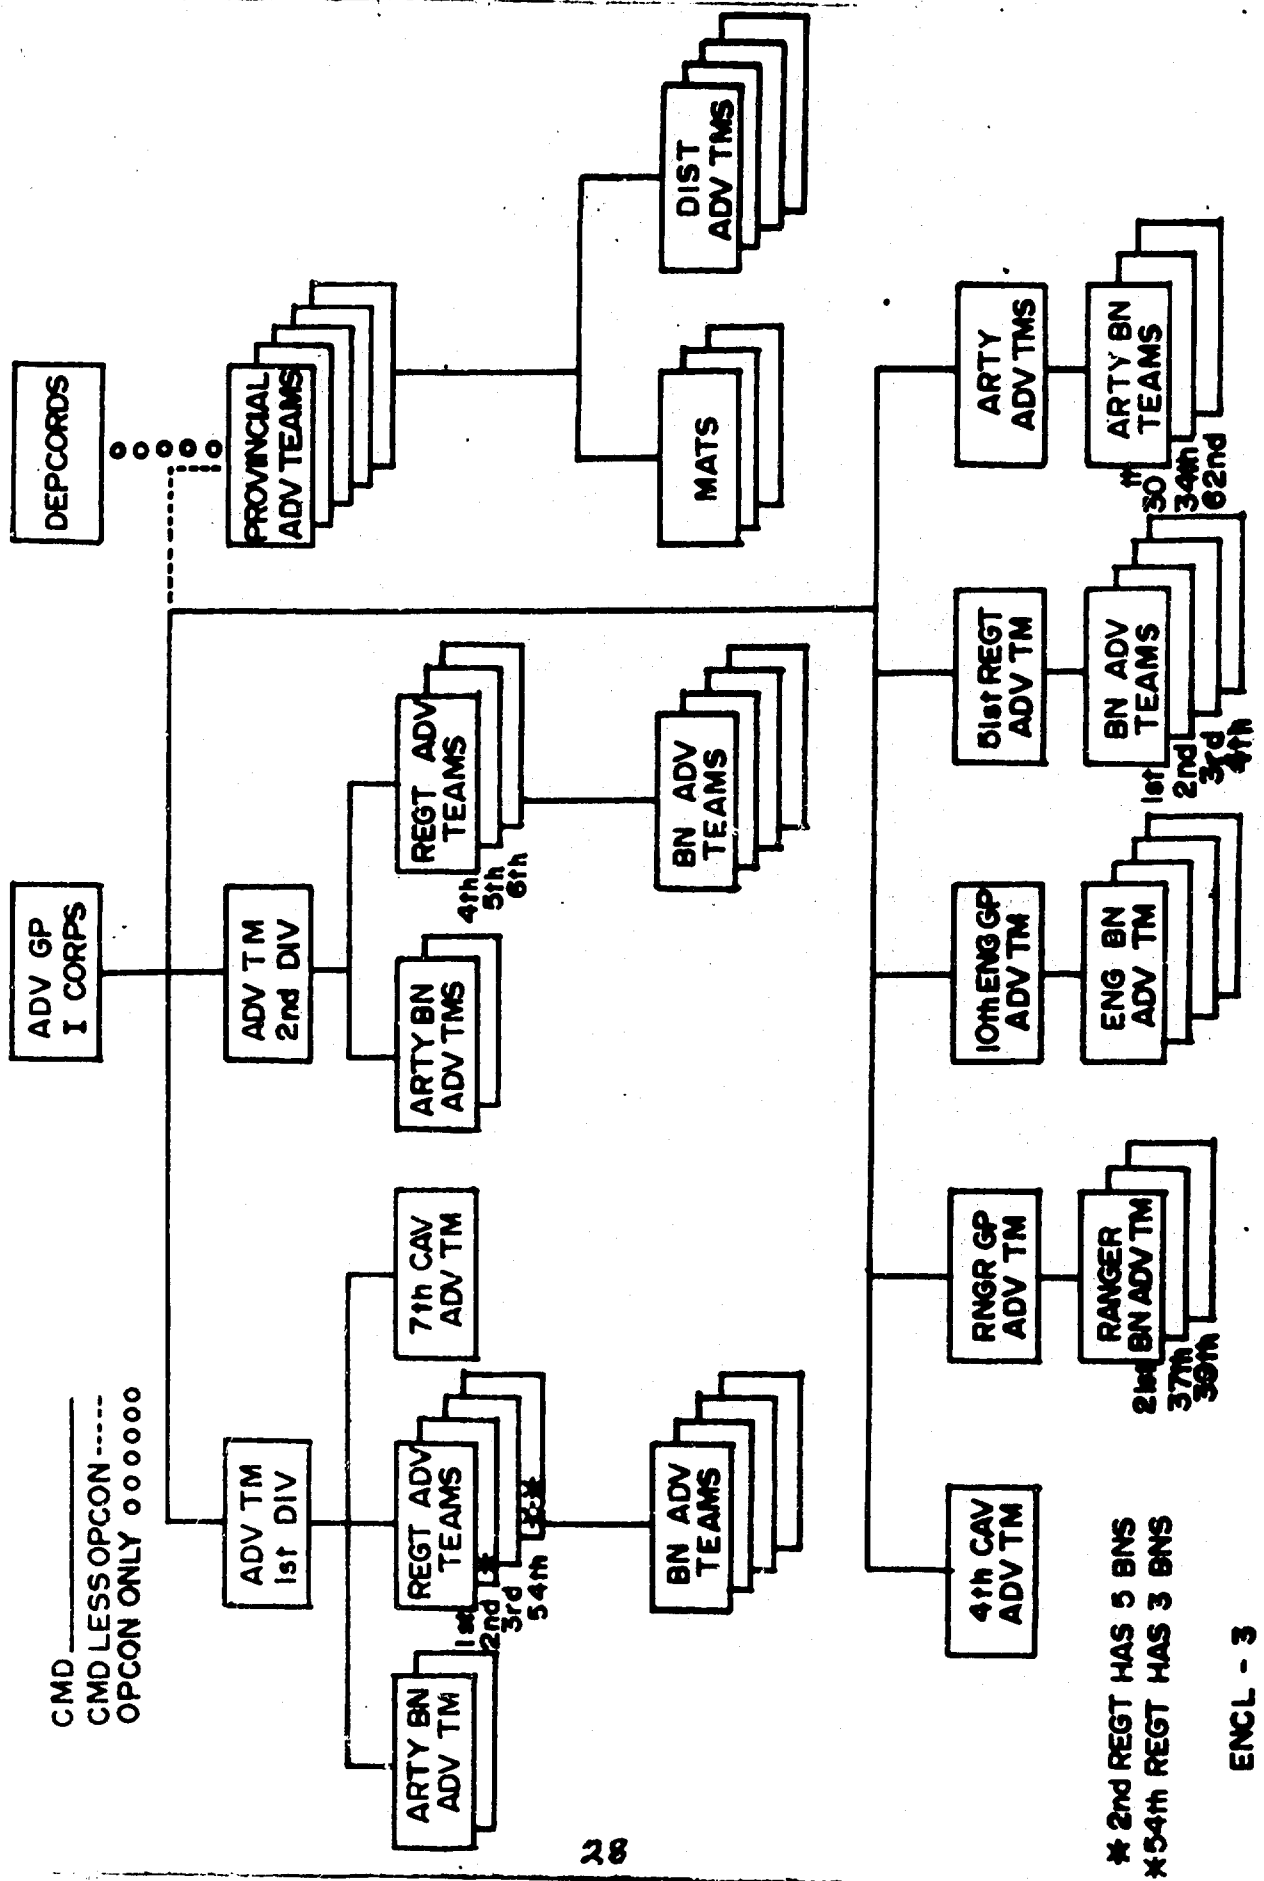 CMD
CMD LESS OPCON
OPCON ONLY
ADV GP
I CORPS
DEPCORDS
ADV TM
1st DIV
ADV TM
2nd DIV
PROVINCIAL
ADV TEAMS
ARTY BN
ADV TM
REGT ADV
TEAMS
1st
2nd *
3rd
54th **
7th CAV
ADV TM
ARTY BN
ADV TMS
REGT ADV
TEAMS
4th
5th
6th
BN ADV
TEAMS
BN ADV
TEAMS
MATS
DIST
ADV TMS
4th CAV
ADV TM
RNGR GP
ADV TM
10th ENG GP
ADV TM
51st REGT
ADV TM
ARTY
ADV TMS
RANGER
BN ADV TM
21st
37th
39th
ENG BN
ADV TM
BN ADV
TEAMS
1st
2nd
3rd
4th
ARTY BN
TEAMS
30th
34th
62nd
* 2nd REGT HAS 5 BNS
*54th REGT HAS 3 BNS
ENCL - 3
28